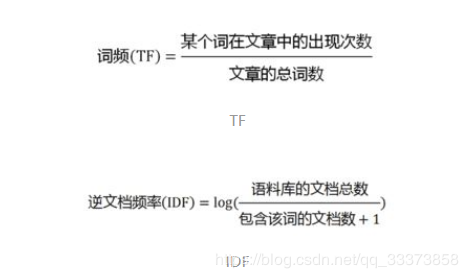 词频(TF) = 某个词在文章中的出现次数 / 文章的总词数
TF
逆文档频率(IDF) = log(语料库的文档总数 / 包含该词的文档数 + 1)
IDF
https://blog.csdn.net/qq_33373858